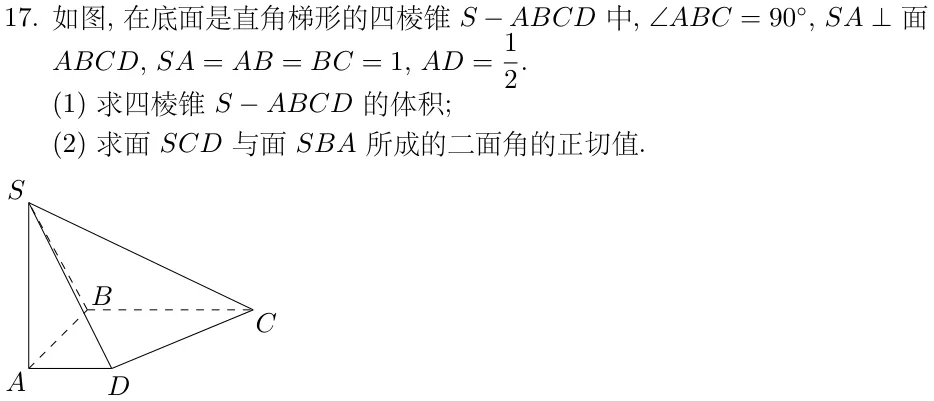 17. 如图, 在底面是直角梯形的四棱锥 S − ABCD 中, ∠ABC = 90°, SA ⊥ 面
ABCD, SA = AB = BC = 1, AD = 1/2.
(1) 求四棱锥 S − ABCD 的体积;
(2) 求面 SCD 与面 SBA 所成的二面角的正切值.
S
B
C
A
D